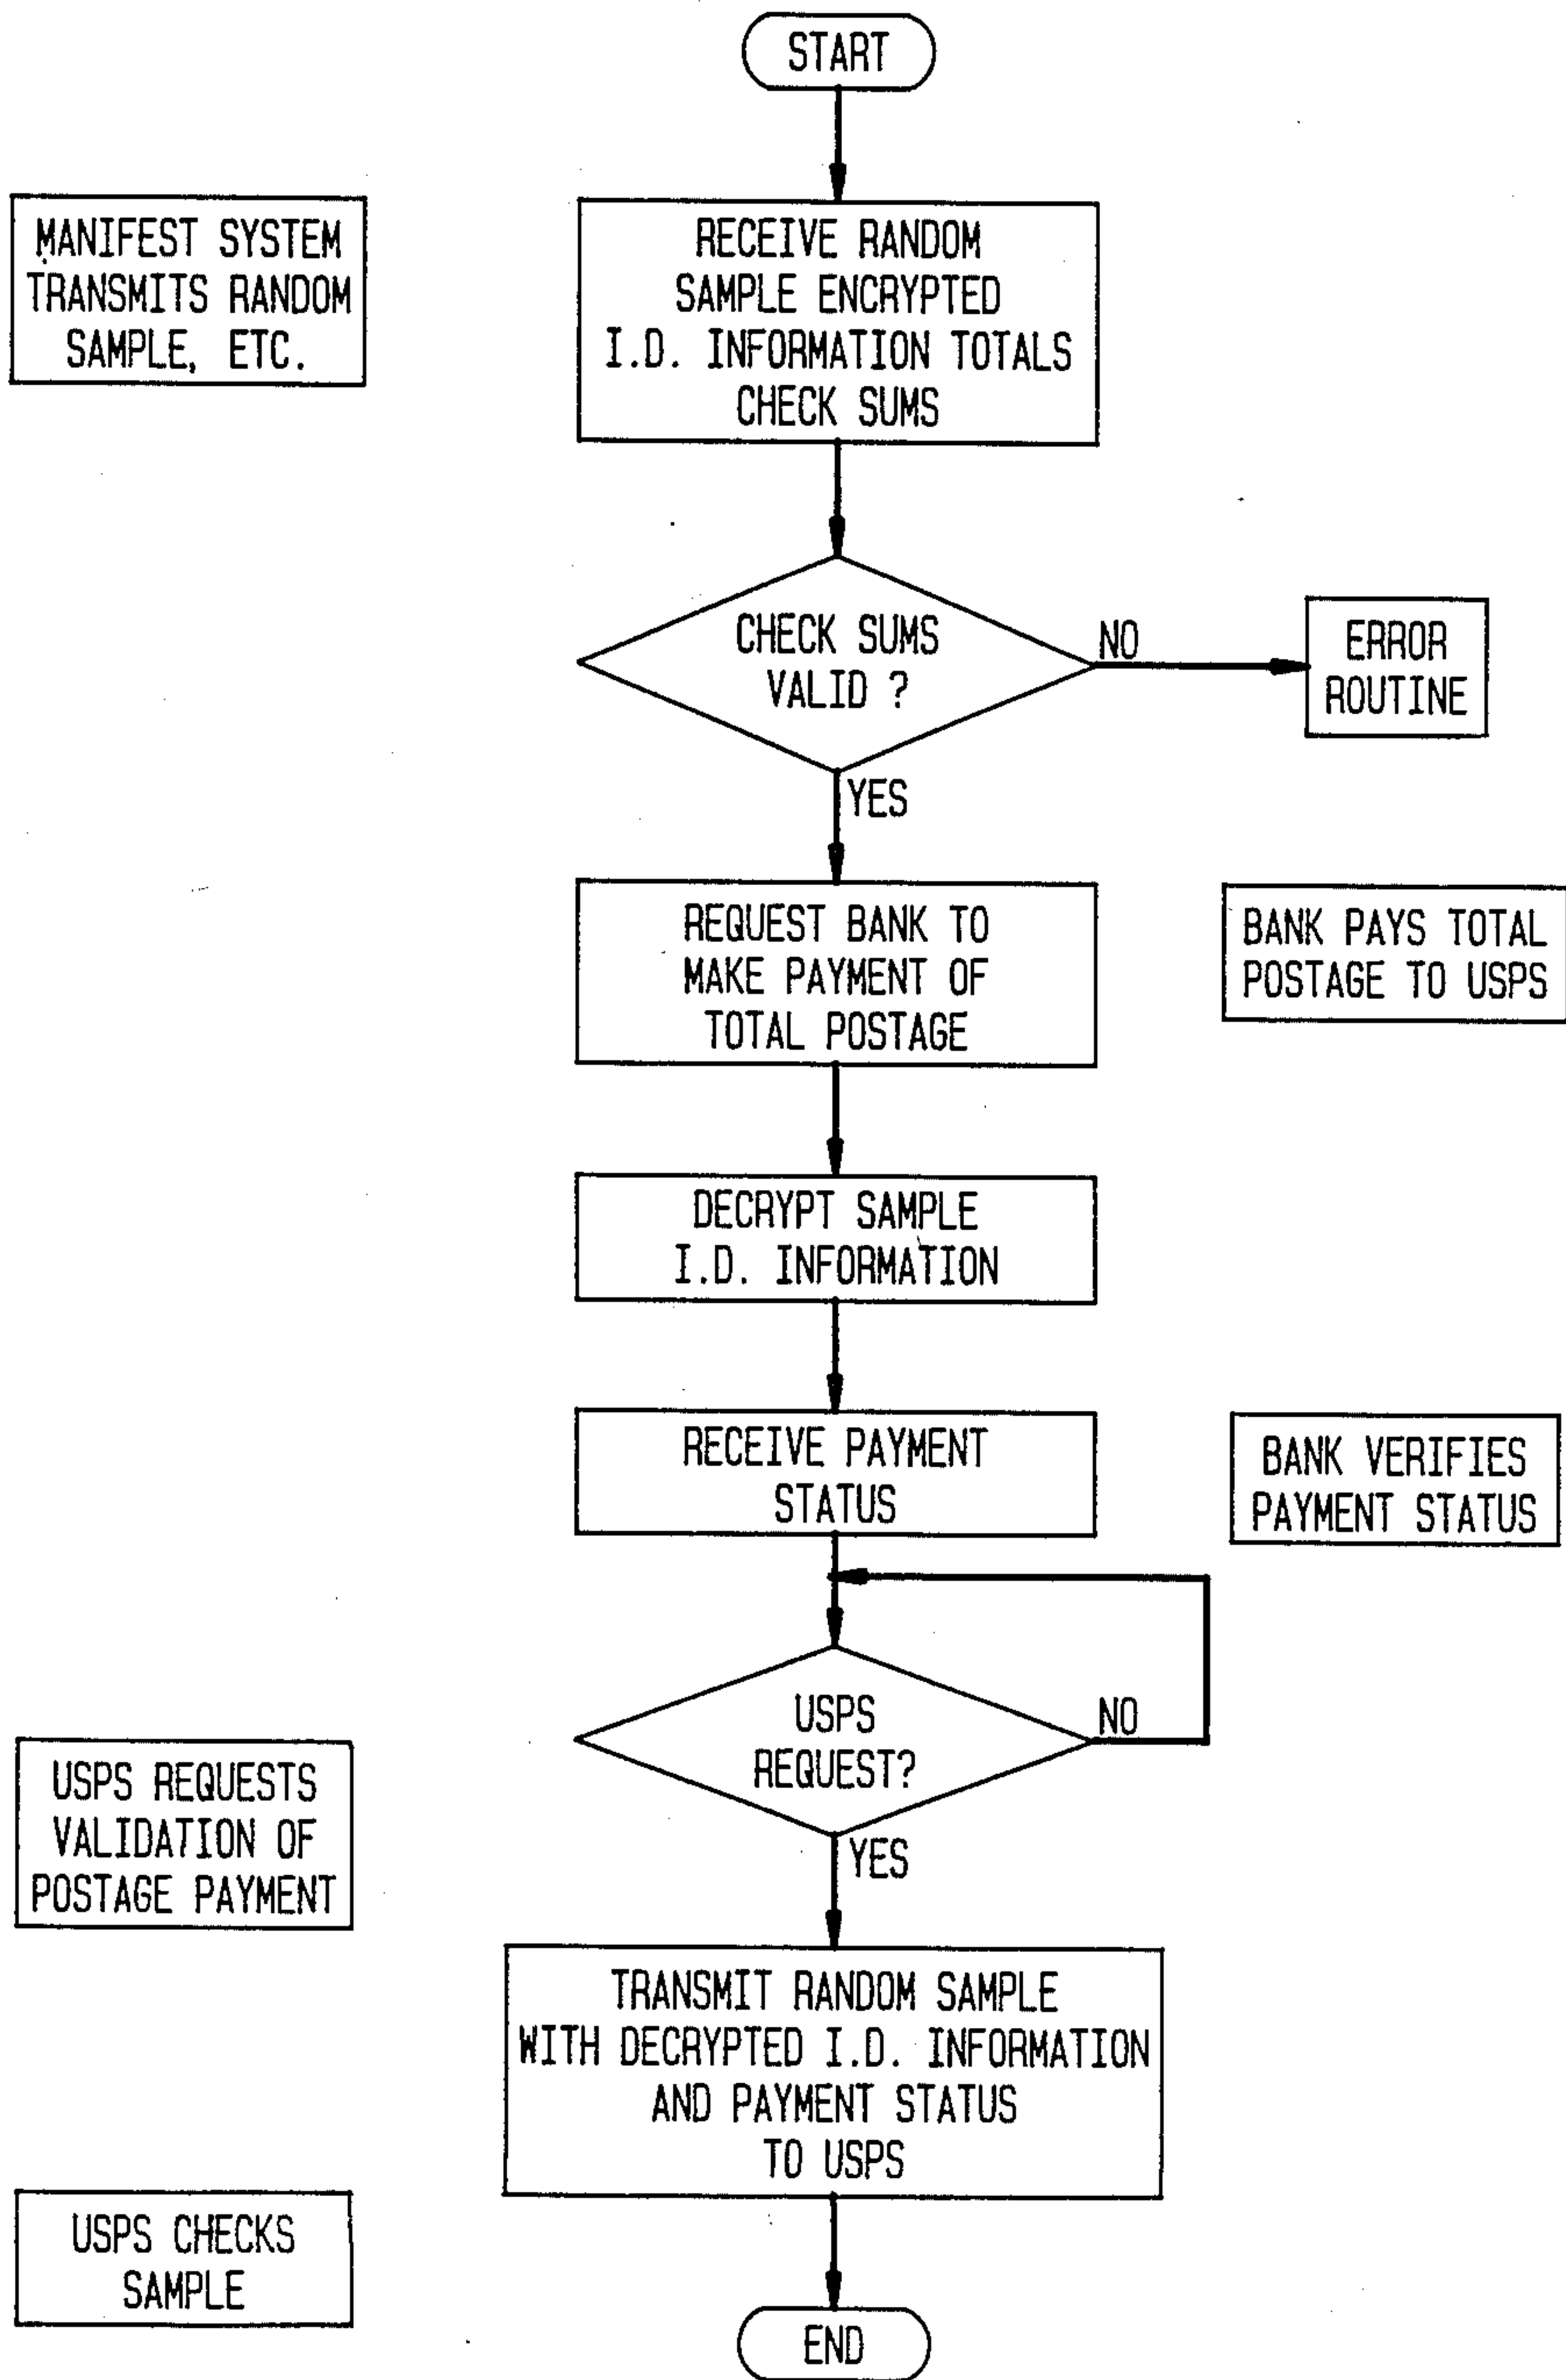 START
MANIFEST SYSTEM
TRANSMITS RANDOM
SAMPLE, ETC.
RECEIVE RANDOM
SAMPLE ENCRYPTED
I.D. INFORMATION TOTALS
CHECK SUMS
CHECK SUMS
VALID ?
NO
ERROR
ROUTINE
YES
REQUEST BANK TO
MAKE PAYMENT OF
TOTAL POSTAGE
BANK PAYS TOTAL
POSTAGE TO USPS
DECRYPT SAMPLE
I.D. INFORMATION
RECEIVE PAYMENT
STATUS
BANK VERIFIES
PAYMENT STATUS
USPS
REQUEST?
NO
USPS REQUESTS
VALIDATION OF
POSTAGE PAYMENT
YES
TRANSMIT RANDOM SAMPLE
WITH DECRYPTED I.D. INFORMATION
AND PAYMENT STATUS
TO USPS
USPS CHECKS
SAMPLE
END